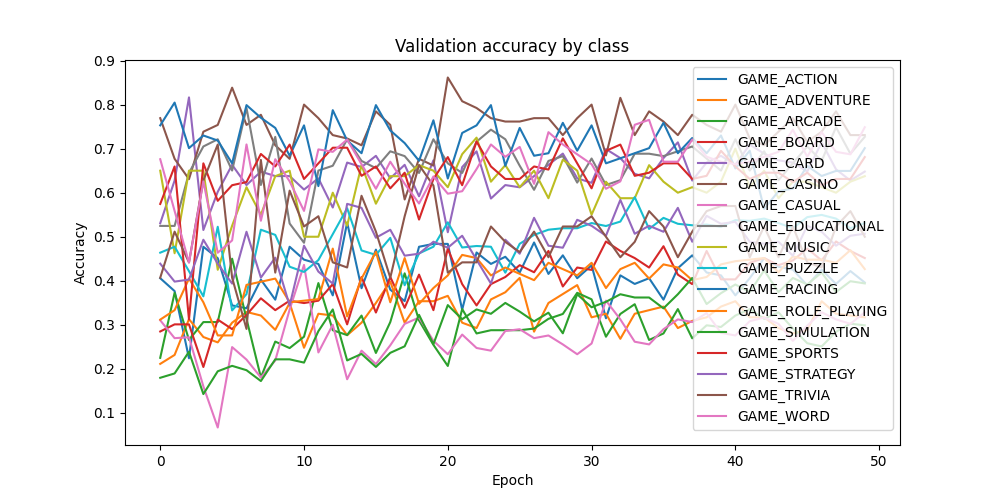 Validation accuracy by class
0.9
0.8
0.7
0.6
0.5
0.4
0.3
0.2
0.1
Accuracy
0
10
20
30
40
50
Epoch
GAME_ACTION
GAME_ADVENTURE
GAME_ARCADE
GAME_BOARD
GAME_CARD
GAME_CASINO
GAME_CASUAL
GAME_EDUCATIONAL
GAME_MUSIC
GAME_PUZZLE
GAME_RACING
GAME_ROLE_PLAYING
GAME_SIMULATION
GAME_SPORTS
GAME_STRATEGY
GAME_TRIVIA
GAME_WORD